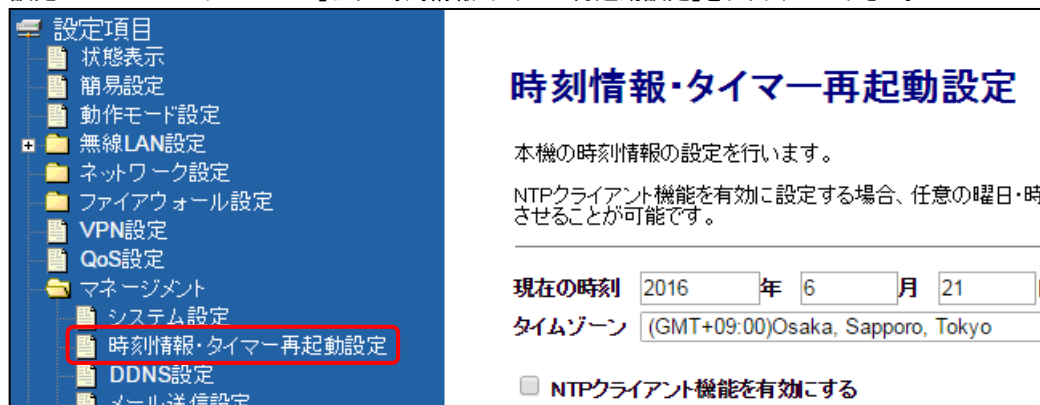 設定項目
状態表示
簡易設定
動作モード設定
無線LAN設定
ネットワーク設定
ファイアウォール設定
VPN設定
QoS設定
マネージメント
システム設定
時刻情報・タイマー再起動設定
DDNS設定
メール送信設定
時刻情報・タイマー再起動設定
本機の時刻情報の設定を行います。
NTPクライアント機能を有効に設定する場合、任意の曜日・時
させることが可能です。
現在の時刻 2016 年 6 月 21
タイムゾーン (GMT+09:00)Osaka, Sapporo, Tokyo
NTPクライアント機能を有効にする